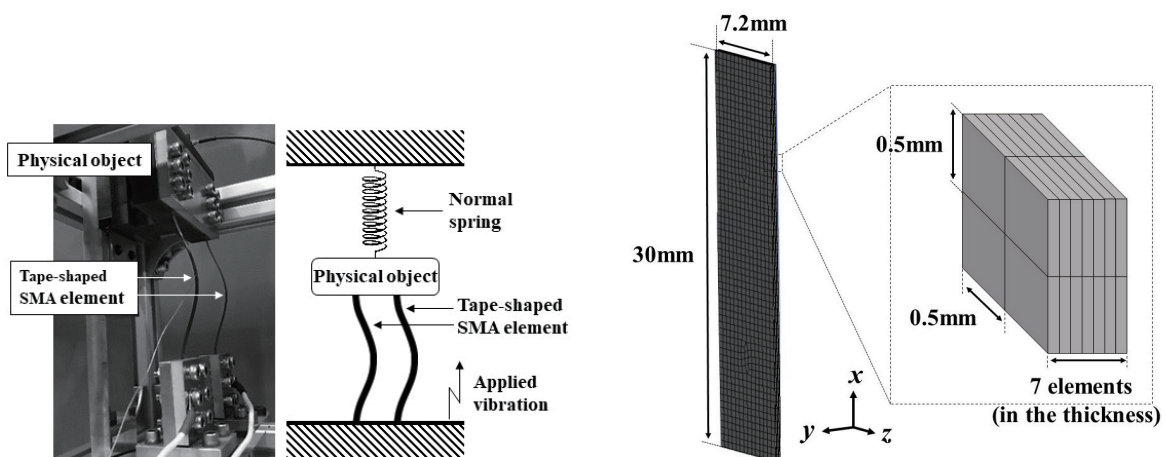 Physical object
Tape-shaped
SMA element
Normal
spring
Physical object
Tape-shaped
SMA element
Applied
vibration
7.2mm
30mm
x
y
z
0.5mm
0.5mm
7 elements
(in the thickness)